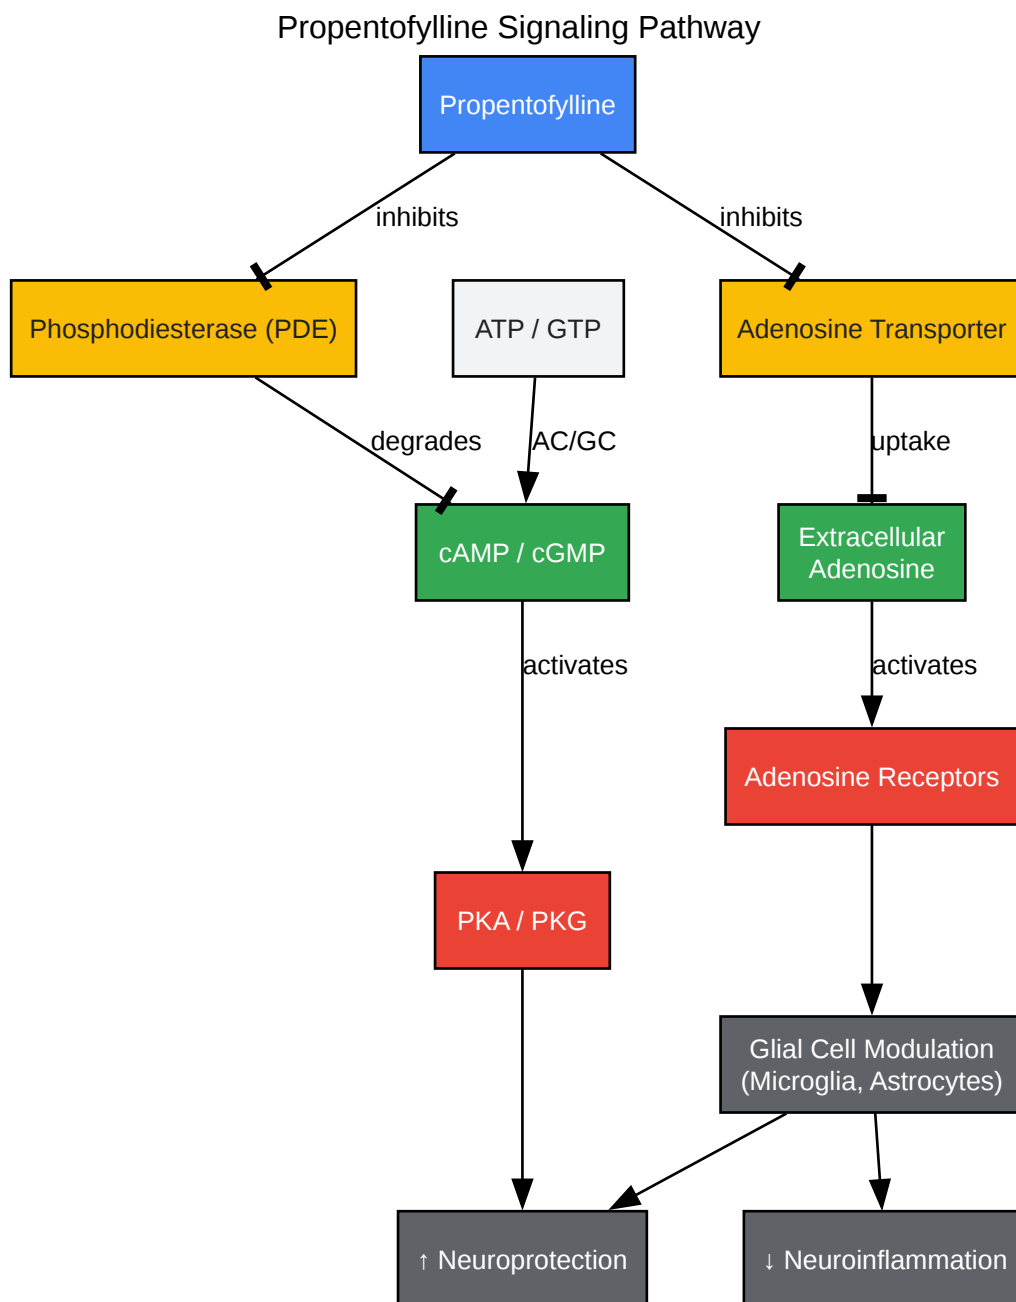 Propentofylline Signaling Pathway
Propentofylline
inhibits
inhibits
Phosphodiesterase (PDE)
ATP / GTP
Adenosine Transporter
degrades
AC/GC
uptake
cAMP / cGMP
Extracellular
Adenosine
activates
activates
Adenosine Receptors
PKA / PKG
Glial Cell Modulation
(Microglia, Astrocytes)
↑ Neuroprotection
↓ Neuroinflammation